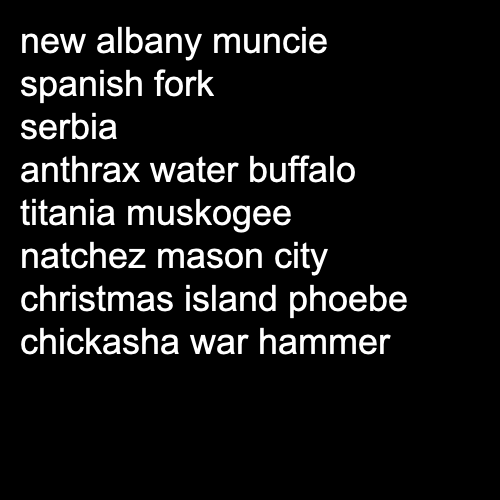 new albany muncie
spanish fork
serbia
anthrax water buffalo
titania muskogee
natchez mason city
christmas island phoebe
chickasha war hammer